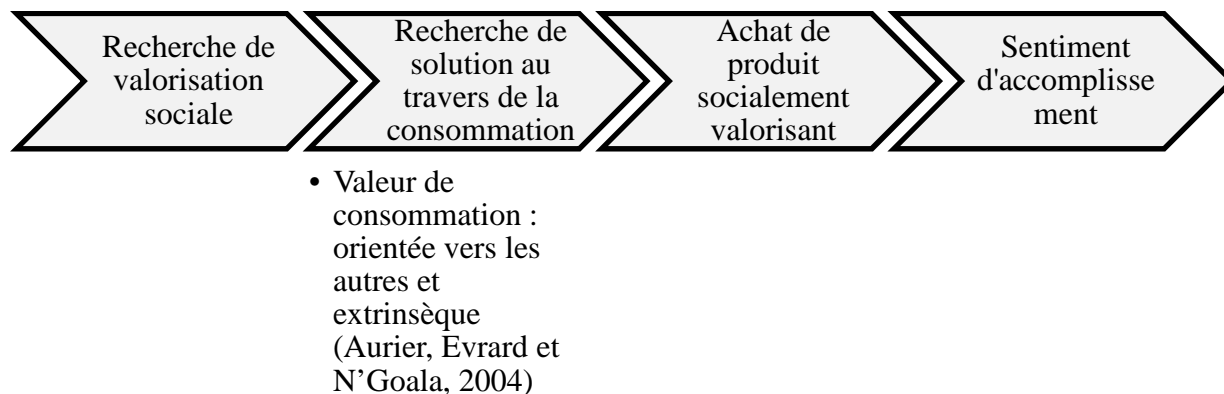 Recherche de
valorisation
sociale
Recherche de
solution au
travers de la
consommation
Achat de
produit
socialement
valorisant
Sentiment
d'accomplisse
ment
• Valeur de
consommation :
orientée vers les
autres et
extrinsèque
(Aurier, Evrard et
N’Goala, 2004)